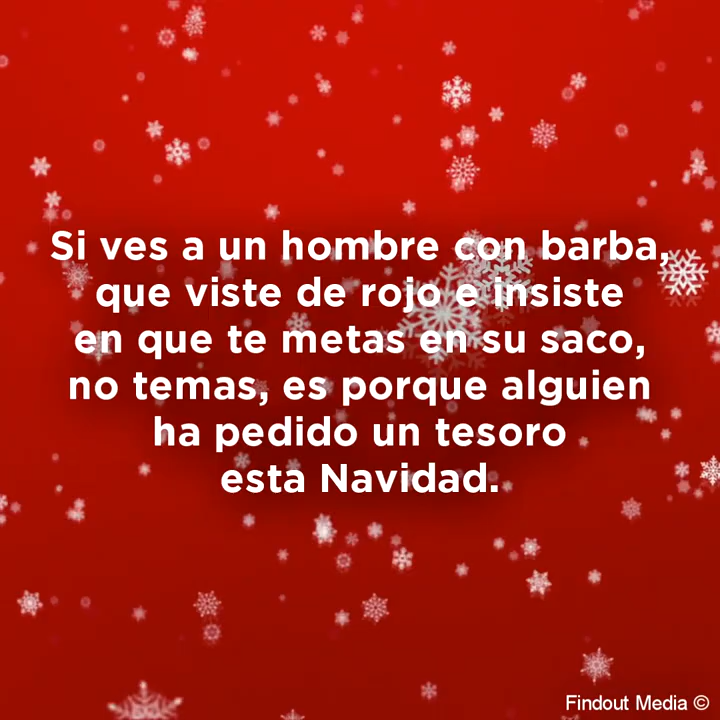 Si ves a un hombre con barba,
que viste de rojo e insiste
en que te metas en su saco,
no temas, es porque alguien
ha pedido un tesoro
esta Navidad.
Findout Media ©